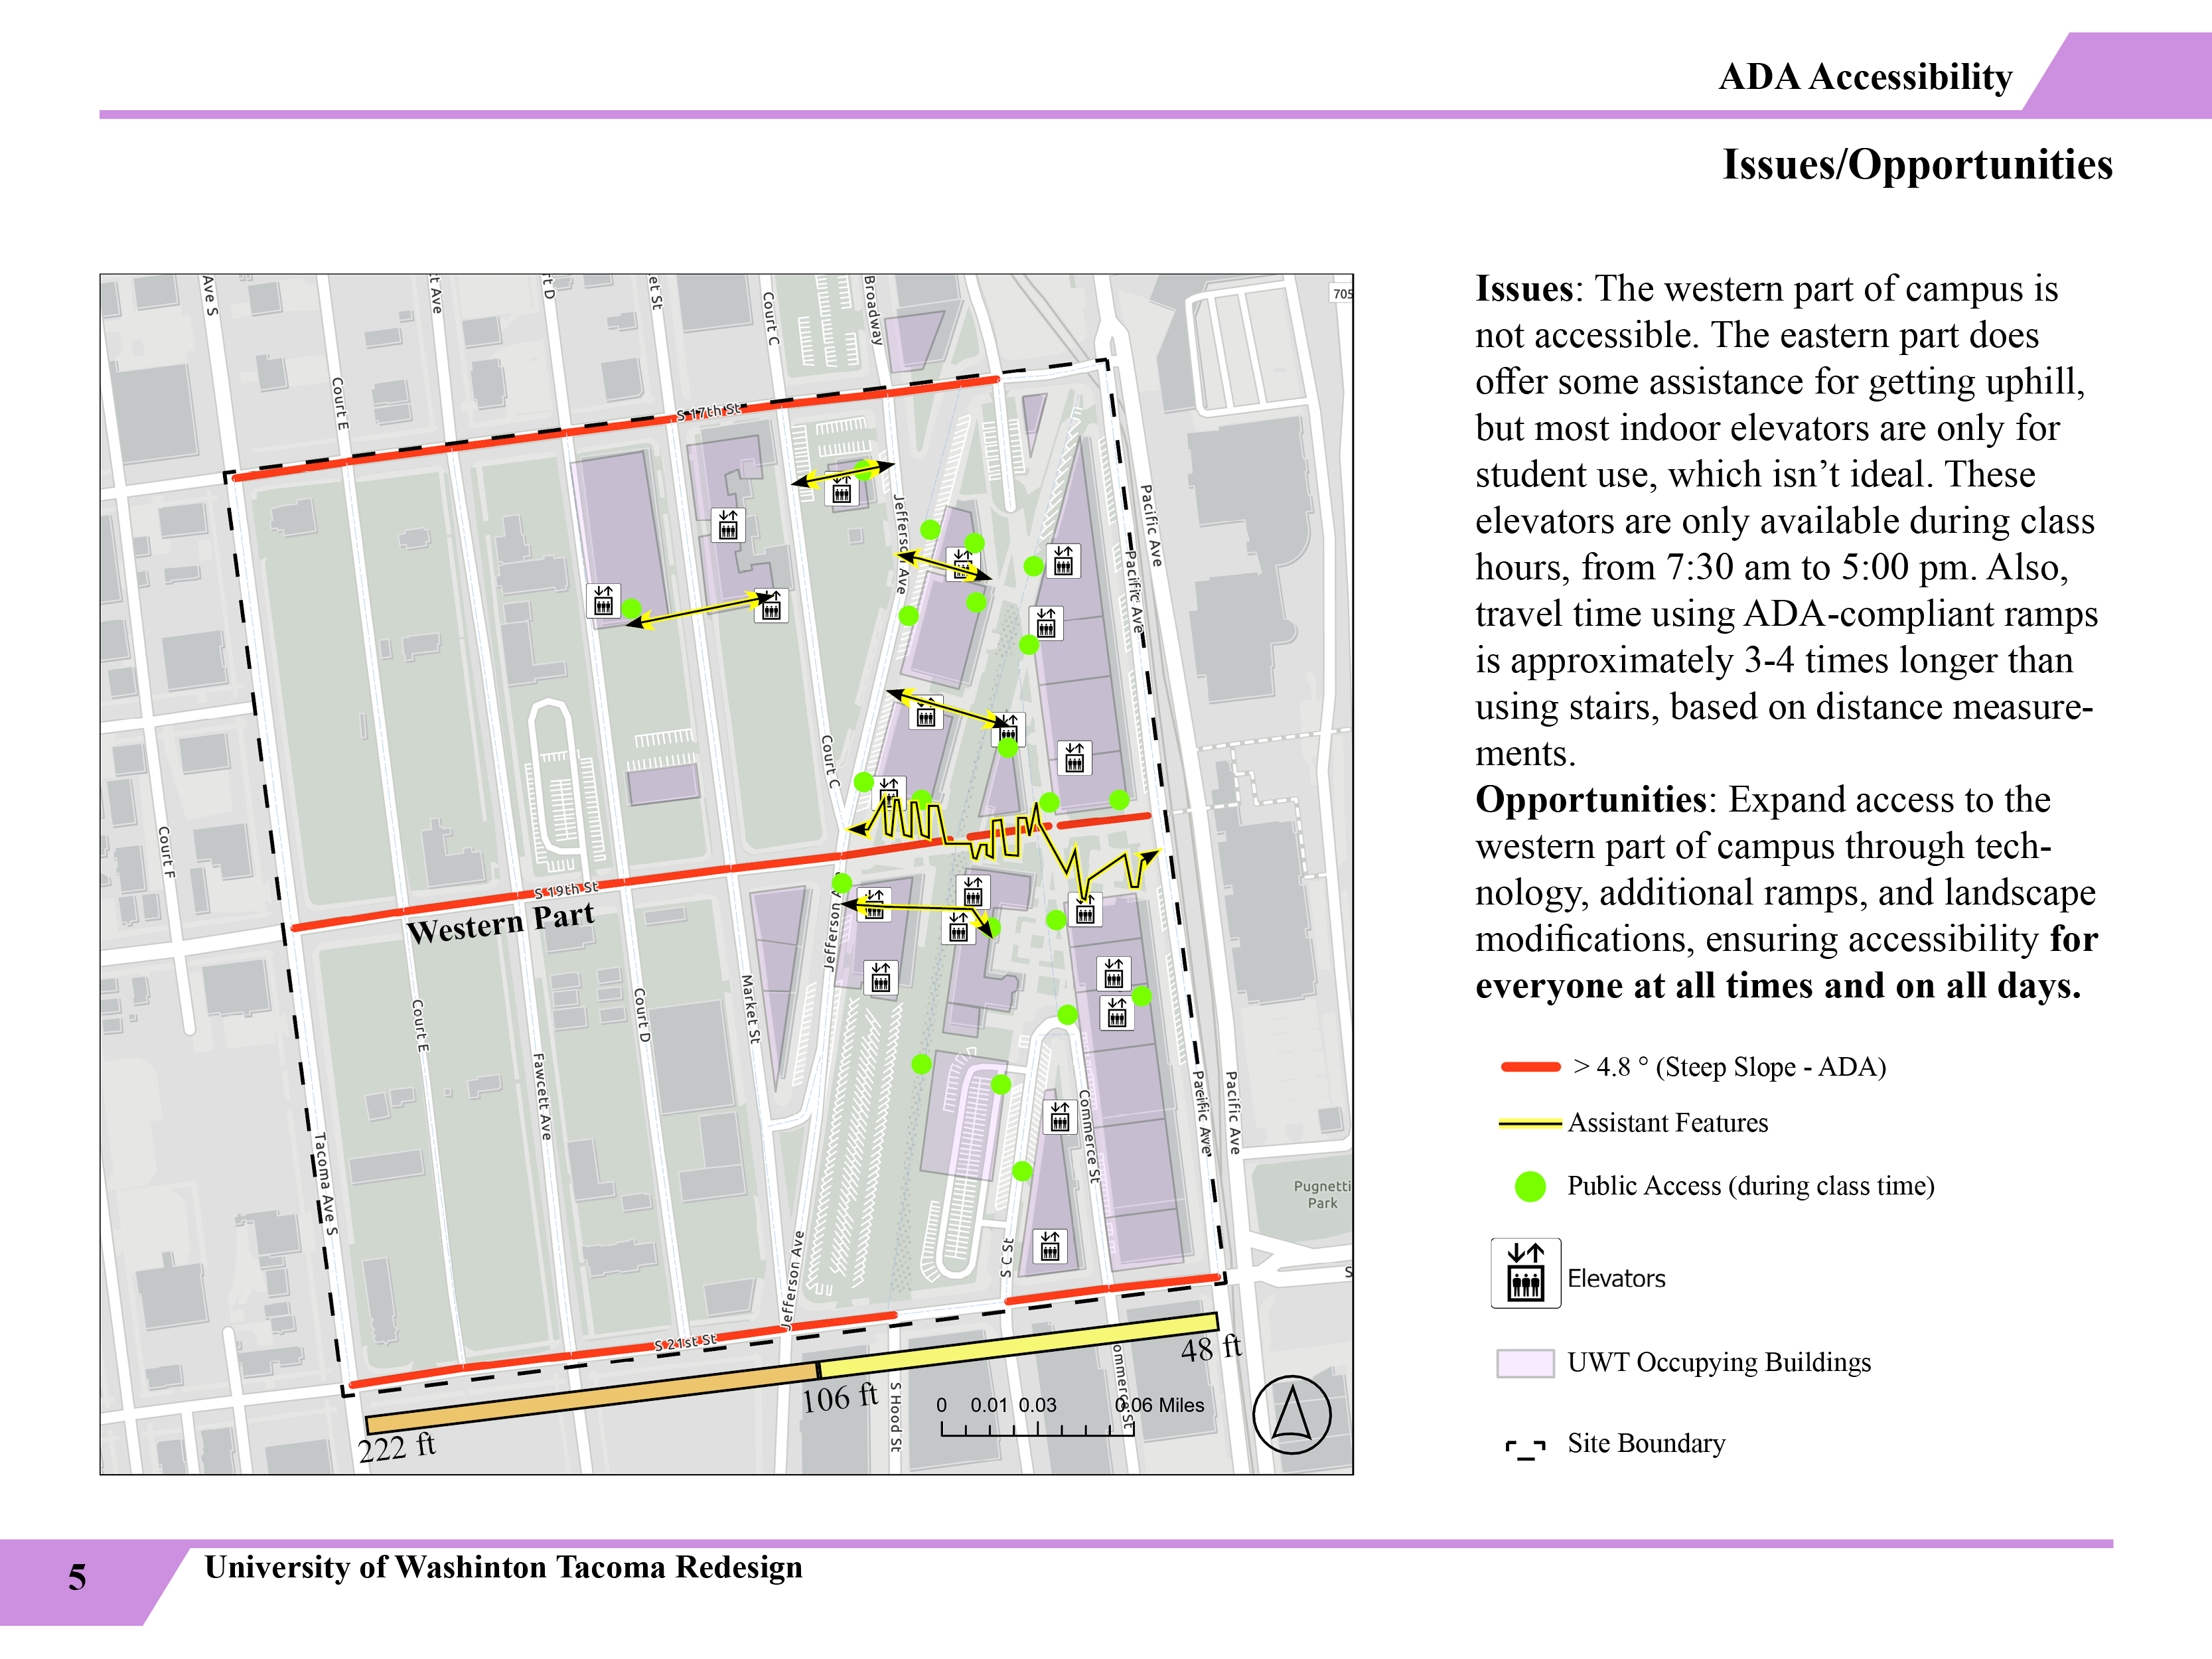 ADA Accessibility
Issues/Opportunities
Issues: The western part of campus is
not accessible. The eastern part does
offer some assistance for getting uphill,
but most indoor elevators are only for
student use, which isn’t ideal. These
elevators are only available during class
hours, from 7:30 am to 5:00 pm. Also,
travel time using ADA-compliant ramps
is approximately 3-4 times longer than
using stairs, based on distance measure-
ments.
Opportunities: Expand access to the
western part of campus through tech-
nology, additional ramps, and landscape
modifications, ensuring accessibility for
everyone at all times and on all days.
> 4.8 ° (Steep Slope - ADA)
Assistant Features
Public Access (during class time)
Elevators
UWT Occupying Buildings
Site Boundary
Ave S
t Ave
rt D
et St
Court C
Broadway
705
Court E
S 17th St
Jefferson Ave
Pacific Ave
Pacific Ave
Court C
Court F
S 19th St
Western Part
Jefferson A
Court E
Court D
Market St
Fawcett Ave
Tacoma Ave S
Commerce St
Pacific Ave
Pacific Ave
Pugnetti
Park
S C St
Jefferson Ave
S
S 21st St
48 ft
106 ft
222 ft
S Hood St
ommerce St
0 0.01 0.03 0.06 Miles
5
University of Washinton Tacoma Redesign